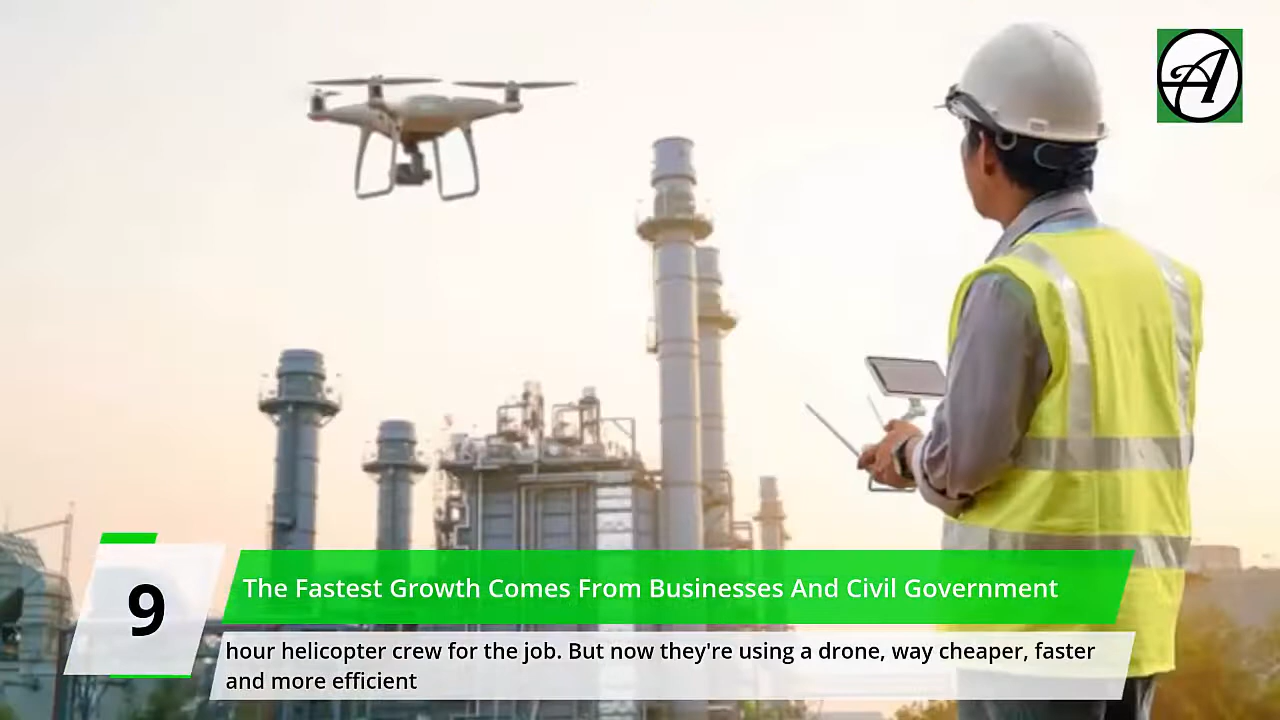 A
The Fastest Growth Comes From Businesses And Civil Government
9
hour helicopter crew for the job. But now they're using a drone, way cheaper, faster
and more efficient